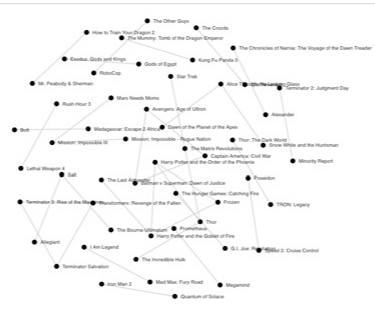 The Other Guys
The Croods
How to Train Your Dragon 2
The Mummy: Tomb of the Dragon Emperor
The Chronicles of Narnia: The Voyage of the Dawn Treader
Exodus: Gods and Kings
Gods of Egypt
Kung Fu Panda 3
RoboCop
Star Trek
Mr. Peabody & Sherman
Alice Through the Looking Glass
Terminator 2: Judgment Day
Mars Needs Moms
Rush Hour 3
Avengers: Age of Ultron
Alexander
Bolt
Madagascar: Escape 2 Africa
Dawn of the Planet of the Apes
Mission: Impossible III
Mission: Impossible - Rogue Nation
Thor: The Dark World
Snow White and the Huntsman
The Matrix Revolutions
Captain America: Civil War
Harry Potter and the Order of the Phoenix
Minority Report
Lethal Weapon 4
Salt
The Last Airbender
Batman v Superman: Dawn of Justice
Poseidon
The Hunger Games: Catching Fire
Terminator 3: Rise of the Machines
Transformers: Revenge of the Fallen
Frozen
TRON: Legacy
Thor
The Bourne Ultimatum
Prometheus
Harry Potter and the Goblet of Fire
Allegiant
I Am Legend
G.I. Joe: Retaliation
Speed 2: Cruise Control
The Incredible Hulk
Terminator Salvation
Iron Man 2
Mad Max: Fury Road
Megamind
Quantum of Solace